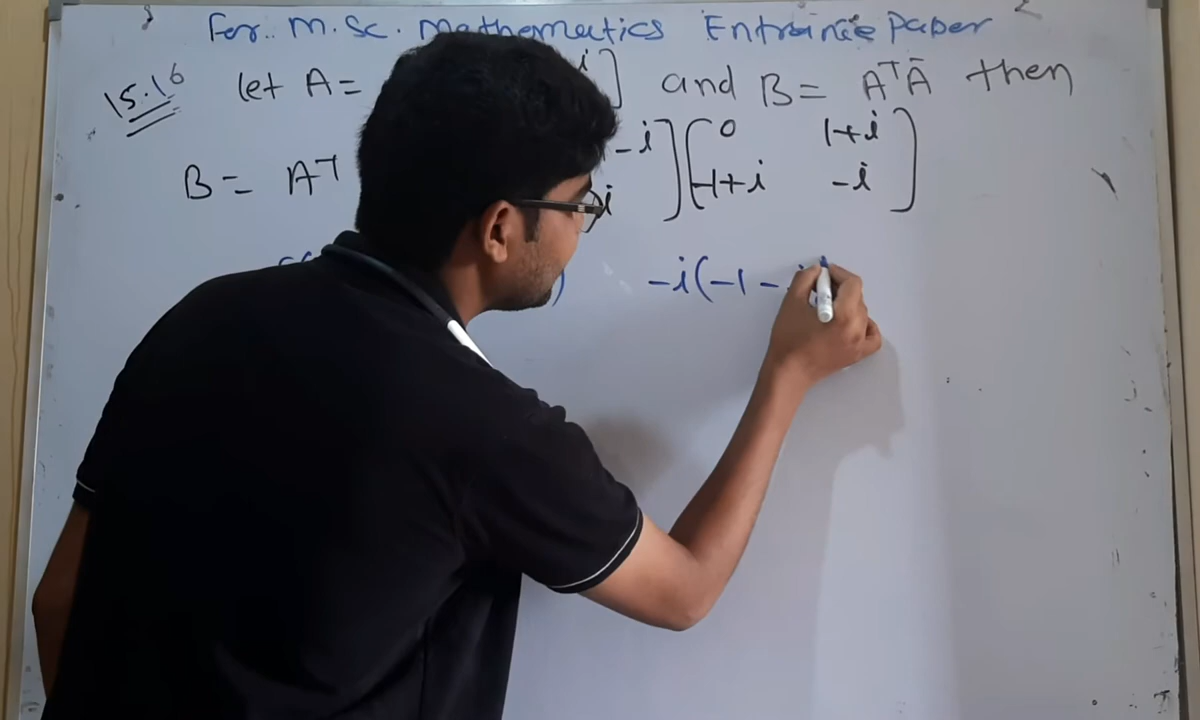 For.. M.Sc. Mathematics Entrance Paper
15.16 let A= i] and B= AᵀĀ then
B= Aᵀ -i] [0 1+i
i -1+i -i]
) -i(-1-